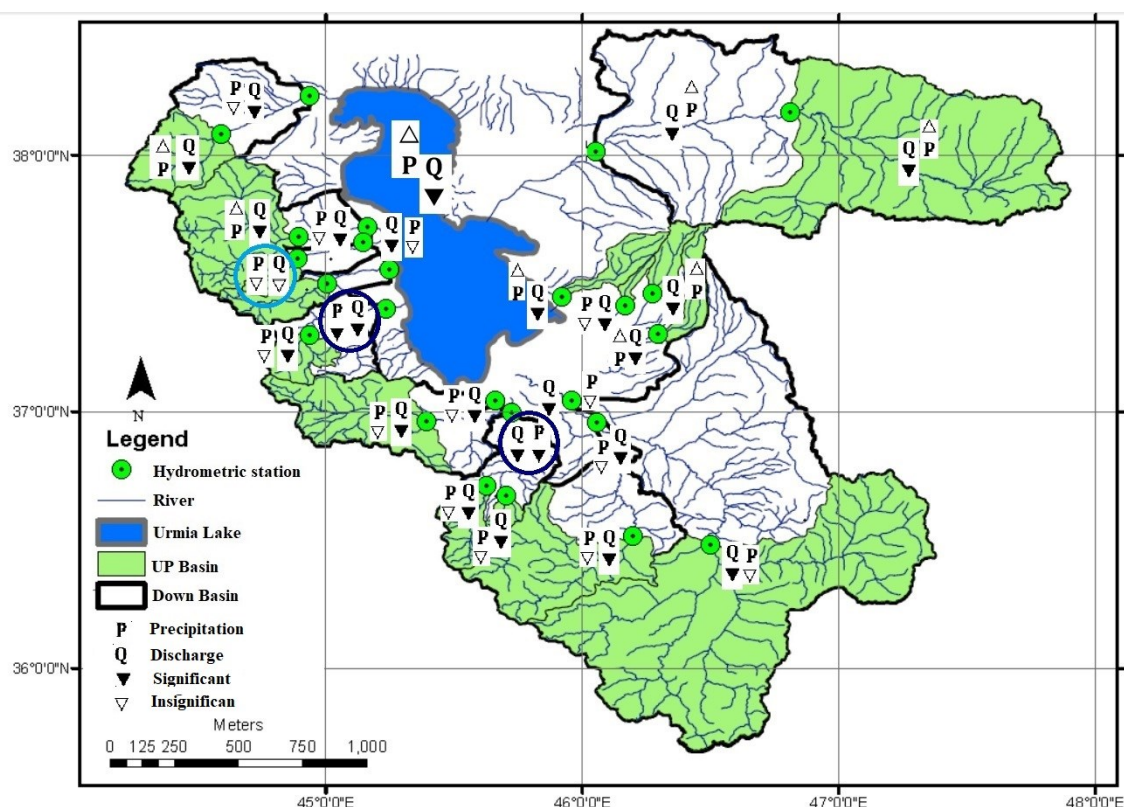 P Q
P
Q
P
Q
38°0'0"N
P
Q
P Q
Q
P
P Q
P
Q
P Q
P
P Q
P
Q
P Q
Q
P
P Q
P Q
P Q
P
Q
P Q
37°0'0"N
P Q
Q P
Q
P
P Q
Q
P
P Q
Q P
36°0'0"N
N
Legend
Hydrometric station
River
Urmia Lake
UP Basin
Down Basin
P Precipitation
Q Discharge
Significant
Insignifican
Meters
0 125 250 500 750 1,000
45°0'0"E 46°0'0"E 47°0'0"E 48°0'0"E